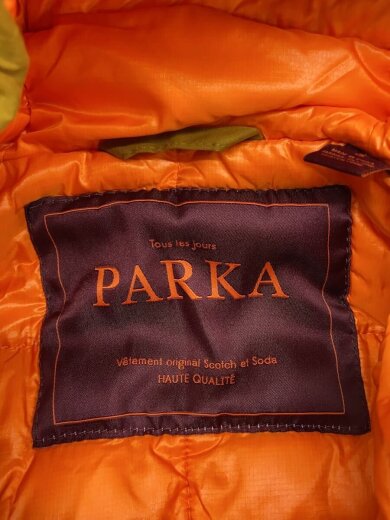 Tous les jours
PARKA
Vêtement original Scotch et Soda
HAUTE QUALITÉ